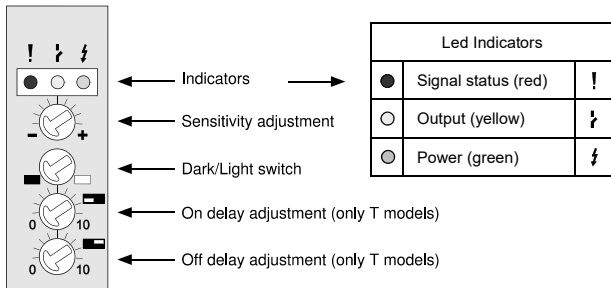 Led Indicators
Indicators
Signal status (red) !
Output (yellow)
Power (green)
! 
- +
Sensitivity adjustment
Dark/Light switch
On delay adjustment (only T models)
0 10
Off delay adjustment (only T models)
0 10